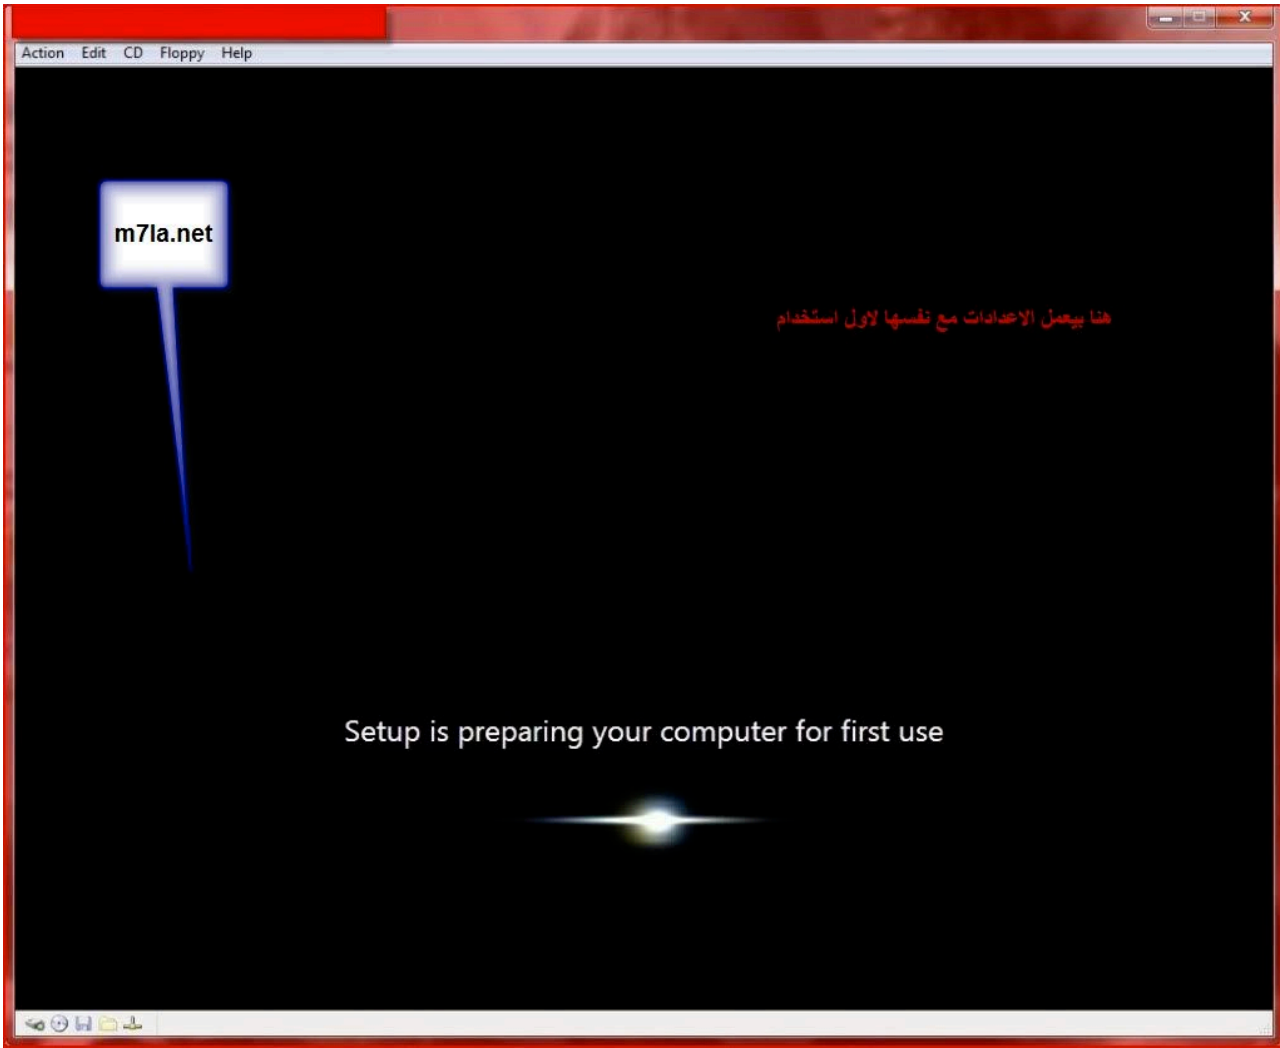 Action Edit CD Floppy Help
m7la.net
هنا بيعمل الاعدادات مع نفسها لاول استخدام
Setup is preparing your computer for first use